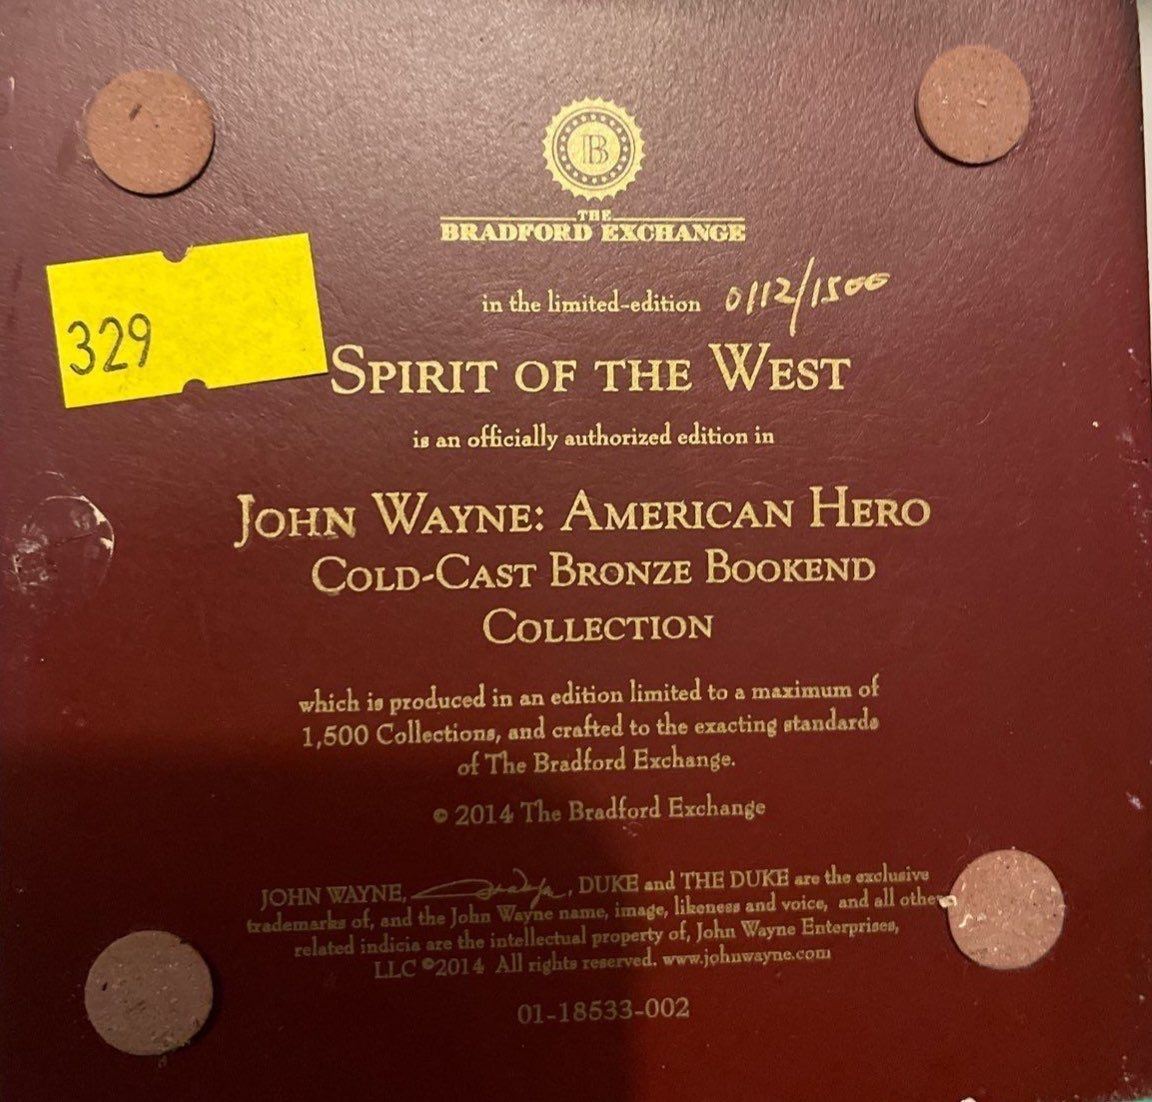 B
THE
BRADFORD EXCHANGE
in the limited-edition 0112/1500
329
SPIRIT OF THE WEST
is an officially authorized edition in
JOHN WAYNE: AMERICAN HERO
COLD-CAST BRONZE BOOKEND
COLLECTION
which is produced in an edition limited to a maximum of
1,500 Collections, and crafted to the exacting standards
of The Bradford Exchange.
© 2014 The Bradford Exchange
JOHN WAYNE, , DUKE and THE DUKE are the exclusive
trademarks of, and the John Wayne name, image, likeness and voice, and all other
related indicia are the intellectual property of, John Wayne Enterprises,
LLC ©2014 All rights reserved. www.johnwayne.com
01-18533-002